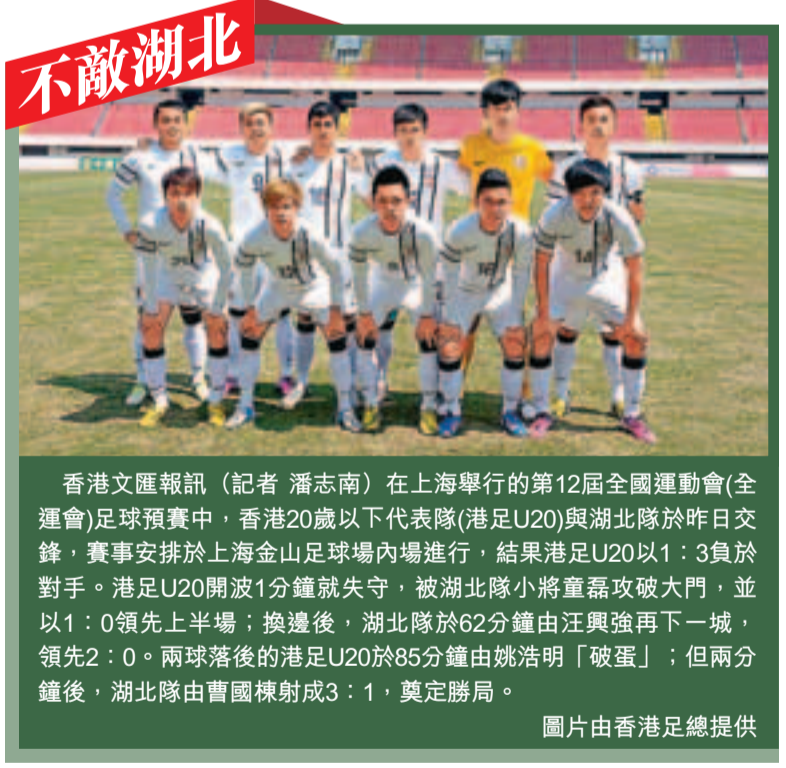 不敵湖北
香港文匯報訊（記者 潘志南）在上海舉行的第12屆全國運動會(全
運會)足球預賽中，香港20歲以下代表隊(港足U20)與湖北隊於昨日交
鋒，賽事安排於上海金山足球場內場進行，結果港足U20以1：3負於
對手。港足U20開波1分鐘就失守，被湖北隊小將童磊攻破大門，並
以1：0領先上半場；換邊後，湖北隊於62分鐘由汪興強再下一城，
領先2：0。兩球落後的港足U20於85分鐘由姚浩明「破蛋」；但兩分
鐘後，湖北隊由曹國棟射成3：1，奠定勝局。
圖片由香港足總提供